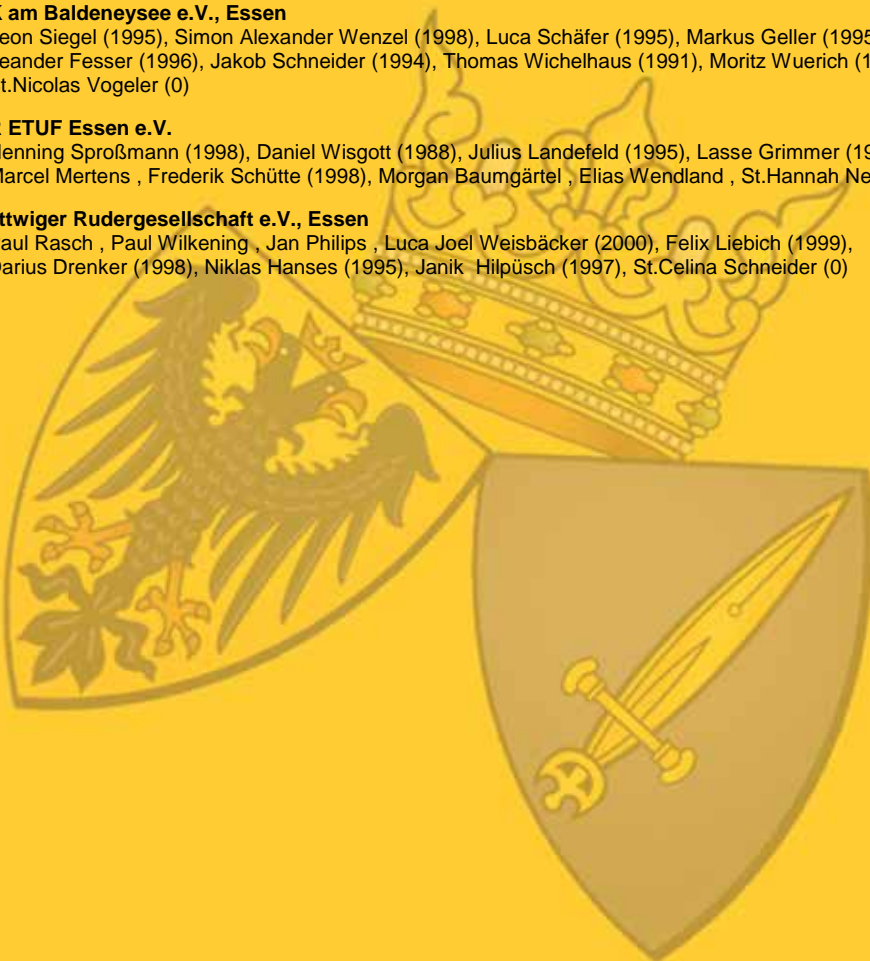 am Baldeneysee e.V., Essen
eon Siegel (1995), Simon Alexander Wenzel (1998), Luca Schäfer (1995), Markus Geller (1995
eander Fesser (1996), Jakob Schneider (1994), Thomas Wichelhaus (1991), Moritz Wuerich (1
t.Nicolas Vogeler (0)
ETUF Essen e.V.
enning Sproßmann (1998), Daniel Wisgott (1988), Julius Landefeld (1995), Lasse Grimmer (19
arcel Mertens , Frederik Schütte (1998), Morgan Baumgärtel , Elias Wendland , St.Hannah Ne
ttwiger Rudergesellschaft e.V., Essen
aul Rasch , Paul Wilkening , Jan Philips , Luca Joel Weisbäcker (2000), Felix Liebich (1999),
Darius Drenker (1998), Niklas Hanses (1995), Janik Hilpüsch (1997), St.Celina Schneider (0)